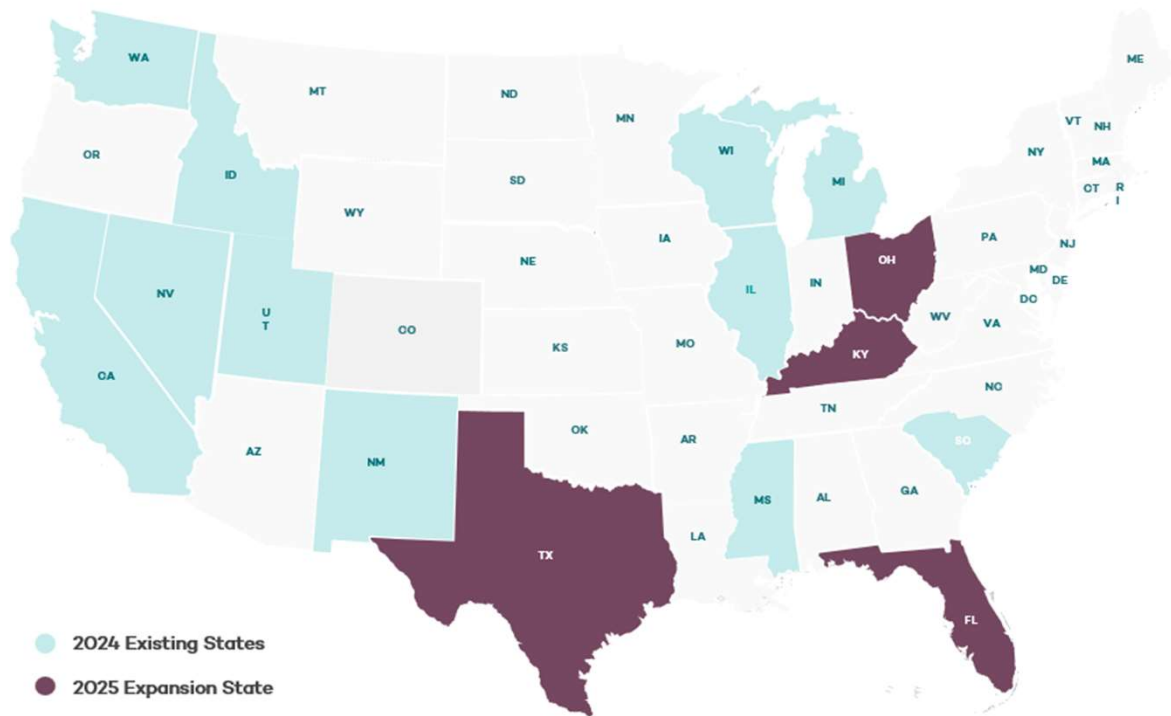 WA
MT
ND
MN
ME
VT
NH
OR
ID
WY
SD
WI
MI
NY
MA
CT
R
I
NV
U
T
CO
NE
IA
IL
IN
OH
PA
NJ
MD
DE
DC
CA
KS
MO
KY
WV
VA
AZ
NM
OK
AR
TN
NC
SC
TX
LA
MS
AL
GA
FL
2024 Existing States
2025 Expansion State